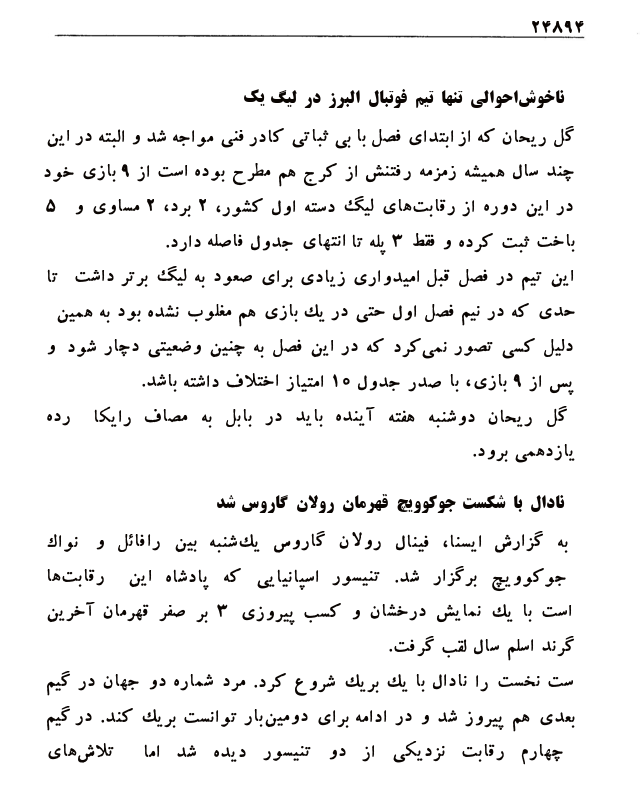 ۲۴۸۹۴
ناخوش‌احوالی تنها تیم فوتبال البرز در لیگ یک
گل ریحان که از ابتدای فصل با بی ثباتی کادر فنی مواجه شد و البته در این
چند سال همیشه زمزمه رفتنش از کرج هم مطرح بوده است از ۹ بازی خود
در این دوره از رقابت‌های لیگ دسته اول کشور، ۲ برد، ۲ مساوی و ۵
باخت ثبت کرده و فقط ۳ پله تا انتهای جدول فاصله دارد.
این تیم در فصل قبل امیدواری زیادی برای صعود به لیگ برتر داشت تا
حدی که در نیم فصل اول حتی در یك بازی هم مغلوب نشده بود به همین
دلیل کسی تصور نمی‌کرد که در این فصل به چنین وضعیتی دچار شود و
پس از ۹ بازی، با صدر جدول ۱۰ امتیاز اختلاف داشته باشد.
گل ریحان دوشنبه هفته آینده باید در بابل به مصاف رایکا رده
یازدهمی برود.
نادال با شکست جوکوویچ قهرمان رولان گاروس شد
به گزارش ایسنا، فینال رولان گاروس یك‌شنبه بین رافائل و نواك
جوکوویچ برگزار شد. تنیسور اسپانیایی که پادشاه این رقابت‌ها
است با یك نمایش درخشان و کسب پیروزی ۳ بر صفر قهرمان آخرین
گرند اسلم سال لقب گرفت.
ست نخست را نادال با یك بریك شروع کرد. مرد شماره دو جهان در گیم
بعدی هم پیروز شد و در ادامه برای دومین‌بار توانست بریك کند. در گیم
چهارم رقابت نزدیکی از دو تنیسور دیده شد اما تلاش‌های